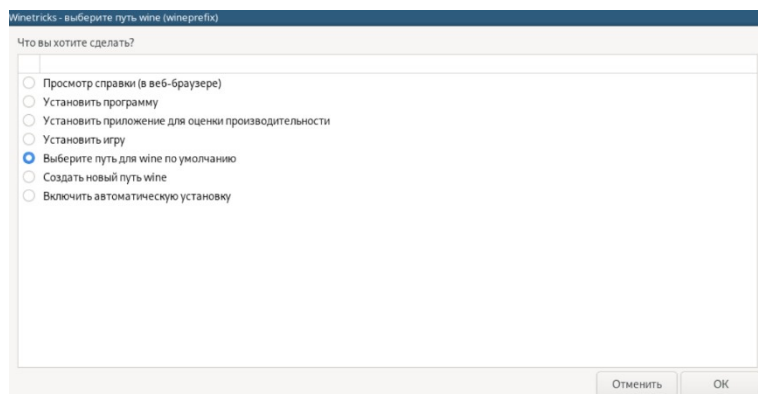 Winetricks - выберите путь wine (wineprefix)
Что вы хотите сделать?
Просмотр справки (в веб-браузере)
Установить программу
Установить приложение для оценки производительности
Установить игру
Выберите путь для wine по умолчанию
Создать новый путь wine
Включить автоматическую установку
Отменить
ОК